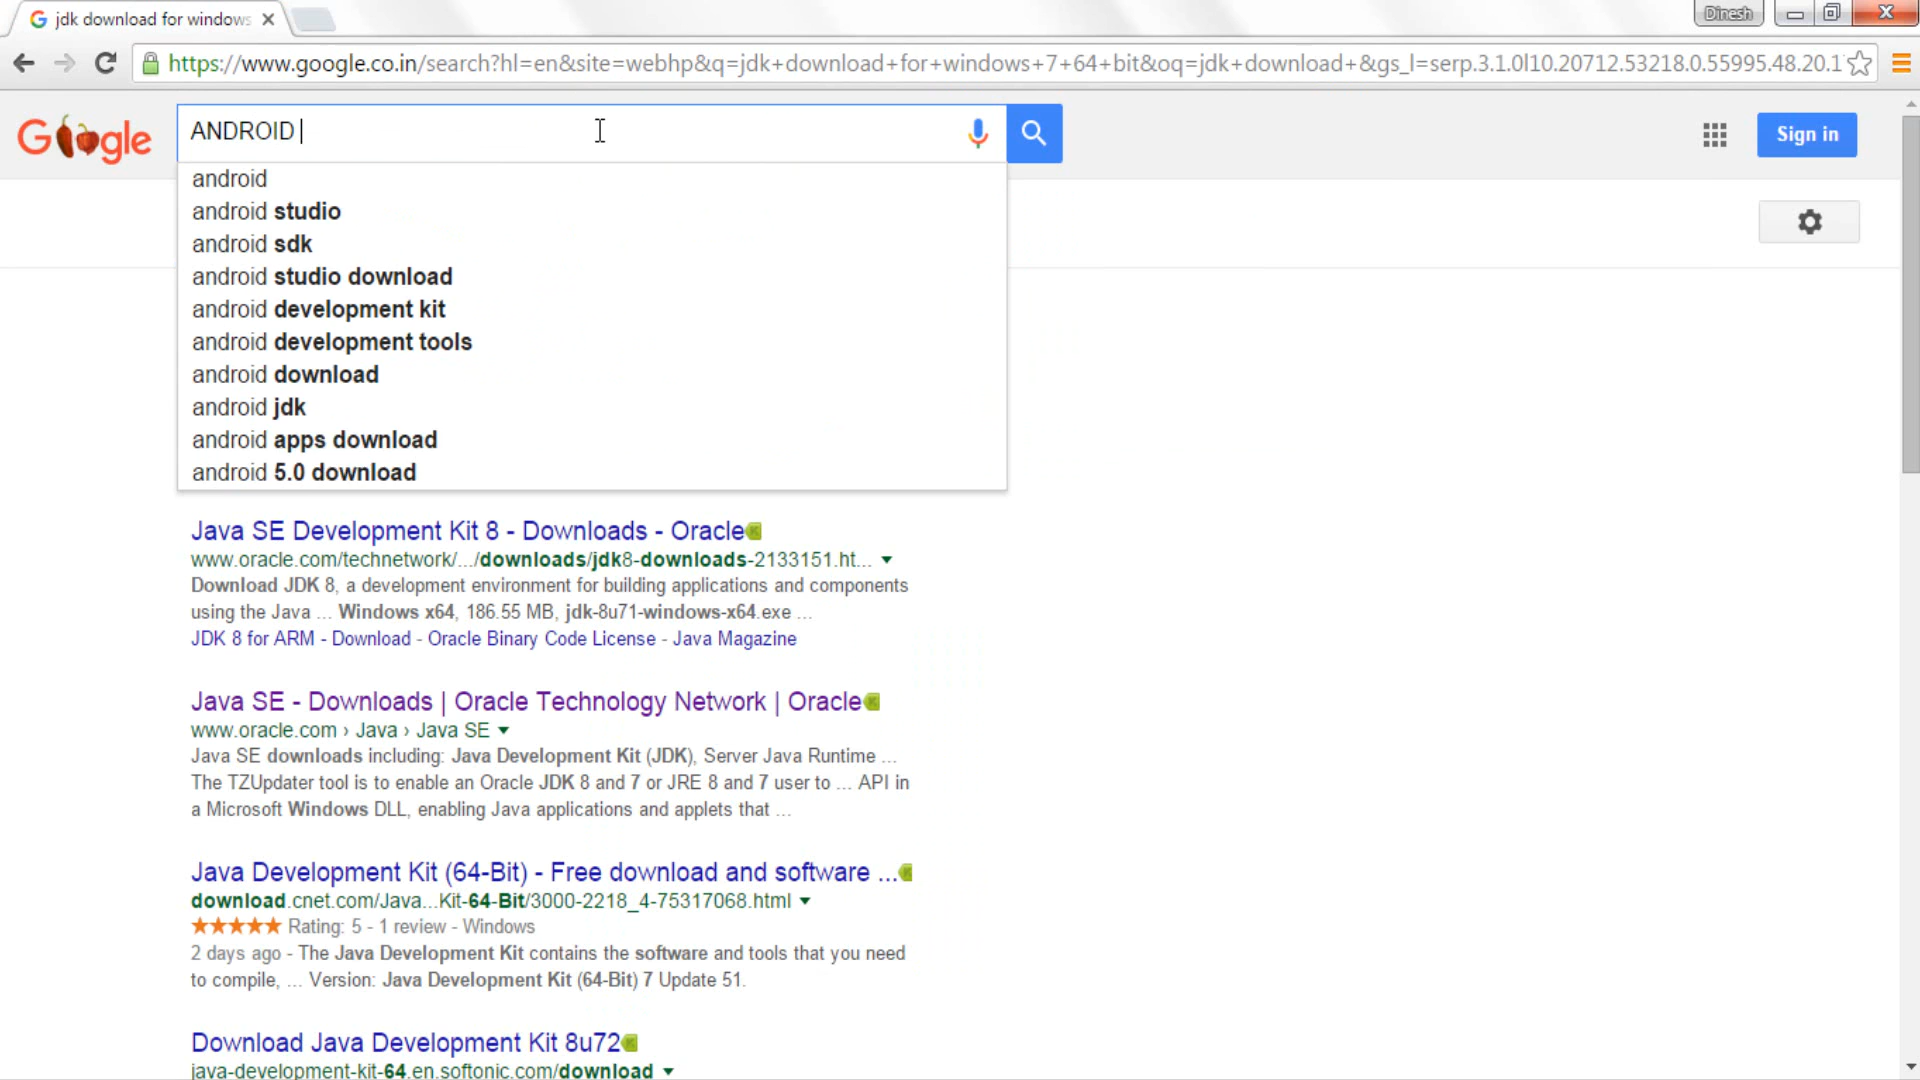 jdk download for windows
Dinesh
https://www.google.co.in/search?hl=en&site=webhp&q=jdk+download+for+windows+7+64+bit&oq=jdk+download+&gs_l=serp.3.1.0l10.20712.53218.0.55995.48.20.1
Google
ANDROID
Sign in
android
android studio
android sdk
android studio download
android development kit
android development tools
android download
android jdk
android apps download
android 5.0 download
Java SE Development Kit 8 - Downloads - Oracle
www.oracle.com/technetwork/.../downloads/jdk8-downloads-2133151.ht...
Download JDK 8, a development environment for building applications and components
using the Java ... Windows x64, 186.55 MB, jdk-8u71-windows-x64.exe ...
JDK 8 for ARM - Download - Oracle Binary Code License - Java Magazine
Java SE - Downloads | Oracle Technology Network | Oracle
www.oracle.com › Java › Java SE
Java SE downloads including: Java Development Kit (JDK), Server Java Runtime ...
The TZUpdater tool is to enable an Oracle JDK 8 and 7 or JRE 8 and 7 user to ... API in
a Microsoft Windows DLL, enabling Java applications and applets that ...
Java Development Kit (64-Bit) - Free download and software ...
download.cnet.com/Java...Kit-64-Bit/3000-2218_4-75317068.html
Rating: 5 - 1 review - Windows
2 days ago - The Java Development Kit contains the software and tools that you need
to compile, ... Version: Java Development Kit (64-Bit) 7 Update 51.
Download Java Development Kit 8u72
java-development-kit-64.en.softonic.com/download